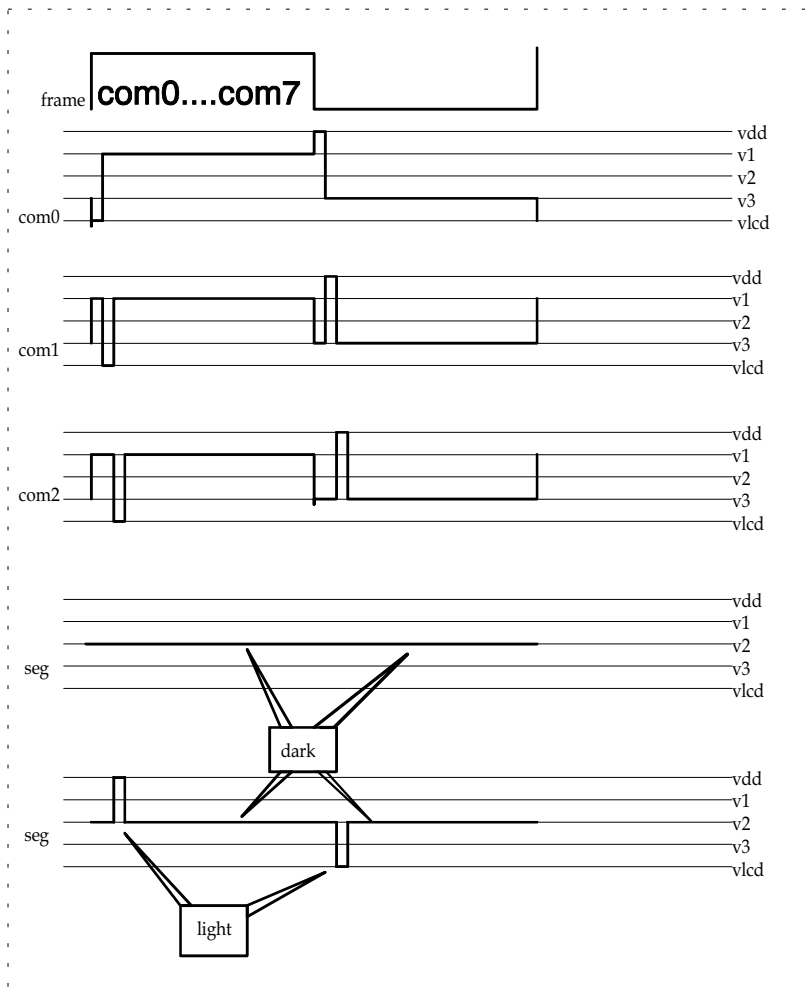 frame com0....com7
vdd
v1
v2
v3
com0
vlcd
vdd
v1
v2
com1
v3
vlcd
vdd
v1
v2
com2
v3
vlcd
vdd
v1
v2
seg
v3
vlcd
dark
vdd
v1
v2
seg
v3
vlcd
light